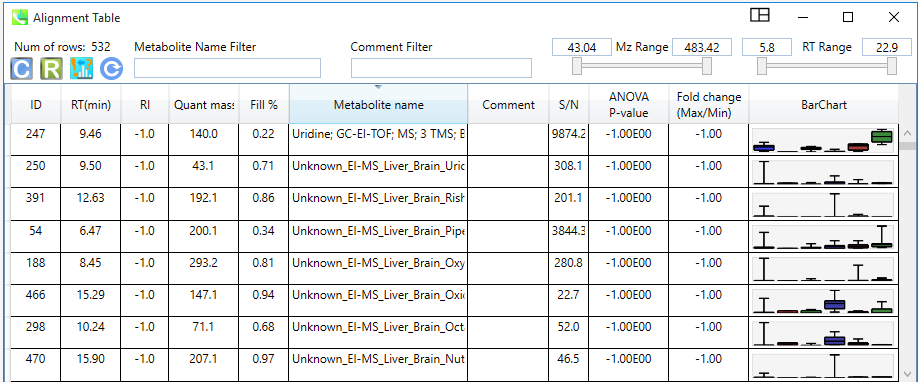 Alignment Table
Num of rows: 532 Metabolite Name Filter Comment Filter 43.04 Mz Range 483.42 5.8 RT Range 22.9
C R C
ID RT(min) RI Quant mass Fill % Metabolite name Comment S/N ANOVA P-value Fold change (Max/Min) BarChart
247 9.46 -1.0 140.0 0.22 Uridine; GC-EI-TOF; MS; 3 TMS; E 9874.2 -1.00E00 -1.00
250 9.50 -1.0 43.1 0.71 Unknown_EI-MS_Liver_Brain_Uric 308.1 -1.00E00 -1.00
391 12.63 -1.0 192.1 0.86 Unknown_EI-MS_Liver_Brain_Rish 201.1 -1.00E00 -1.00
54 6.47 -1.0 200.1 0.34 Unknown_EI-MS_Liver_Brain_Pipe 3844.3 -1.00E00 -1.00
188 8.45 -1.0 293.2 0.81 Unknown_EI-MS_Liver_Brain_Oxy 280.8 -1.00E00 -1.00
466 15.29 -1.0 147.1 0.94 Unknown_EI-MS_Liver_Brain_Oxic 22.7 -1.00E00 -1.00
298 10.24 -1.0 71.1 0.68 Unknown_EI-MS_Liver_Brain_Oct 52.0 -1.00E00 -1.00
470 15.90 -1.0 207.1 0.97 Unknown_EI-MS_Liver_Brain_Nut 46.5 -1.00E00 -1.00